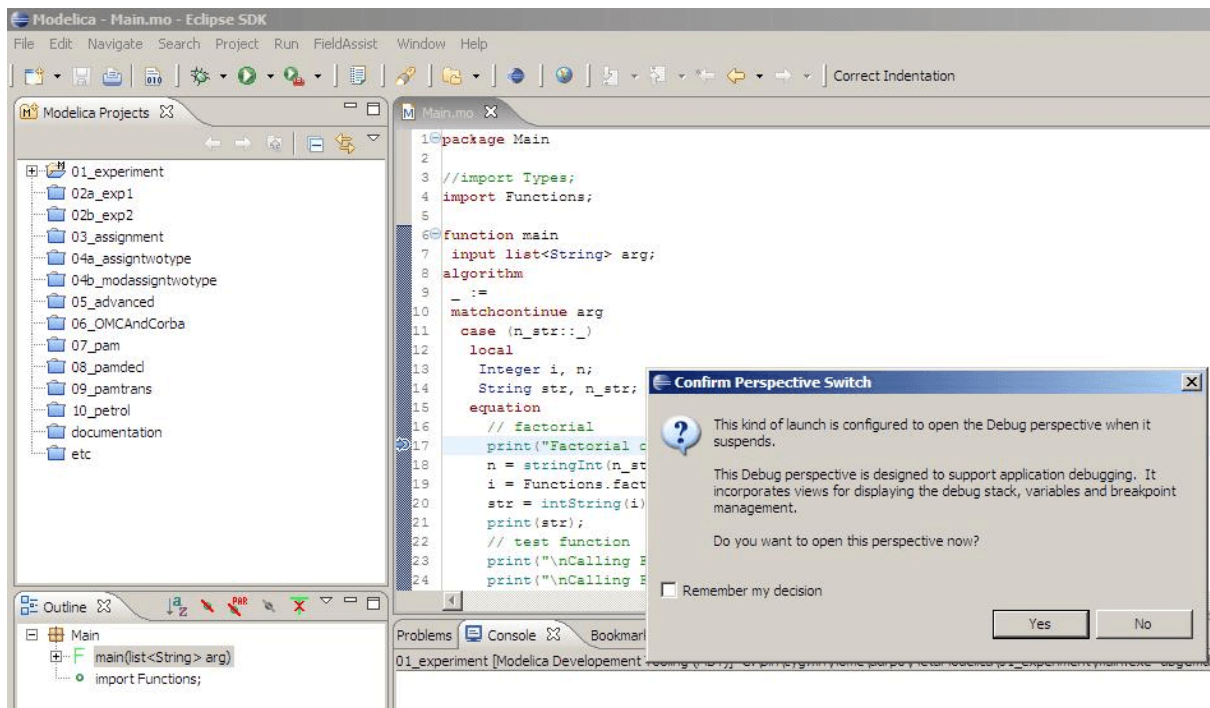 Modelica - Main.mo - Eclipse SDK
File Edit Navigate Search Project Run FieldAssist Window Help
010
Correct Indentation
Modelica Projects
01_experiment
02a_exp1
02b_exp2
03_assignment
04a_assigntwotype
04b_modassigntwotype
05_advanced
06_OMCAndCorba
07_pam
08_pamdecl
09_pamtrans
10_petrol
documentation
etc
Main.mo
1 package Main
2
3 //import Types;
4 import Functions;
5
6 function main
7 input list<String> arg;
8 algorithm
9 _ :=
10 matchcontinue arg
11 case (n_str::_)
12 local
13 Integer i, n;
14 String str, n_str;
15 equation
16 // factorial
17 print("Factorial
18 n = stringInt(n_st
19 i = Functions.fact
20 str = intString(i)
21 print(str);
22 // test function
23 print("\nCalling
24 print("\nCalling
Confirm Perspective Switch
This kind of launch is configured to open the Debug perspective when it
suspends.
This Debug perspective is designed to support application debugging. It
incorporates views for displaying the debug stack, variables and breakpoint
management.
Do you want to open this perspective now?
Remember my decision
Yes No
Outline
Main
main(list<String> arg)
import Functions;
Problems Console Bookmar
01_experiment [Modelica Developement